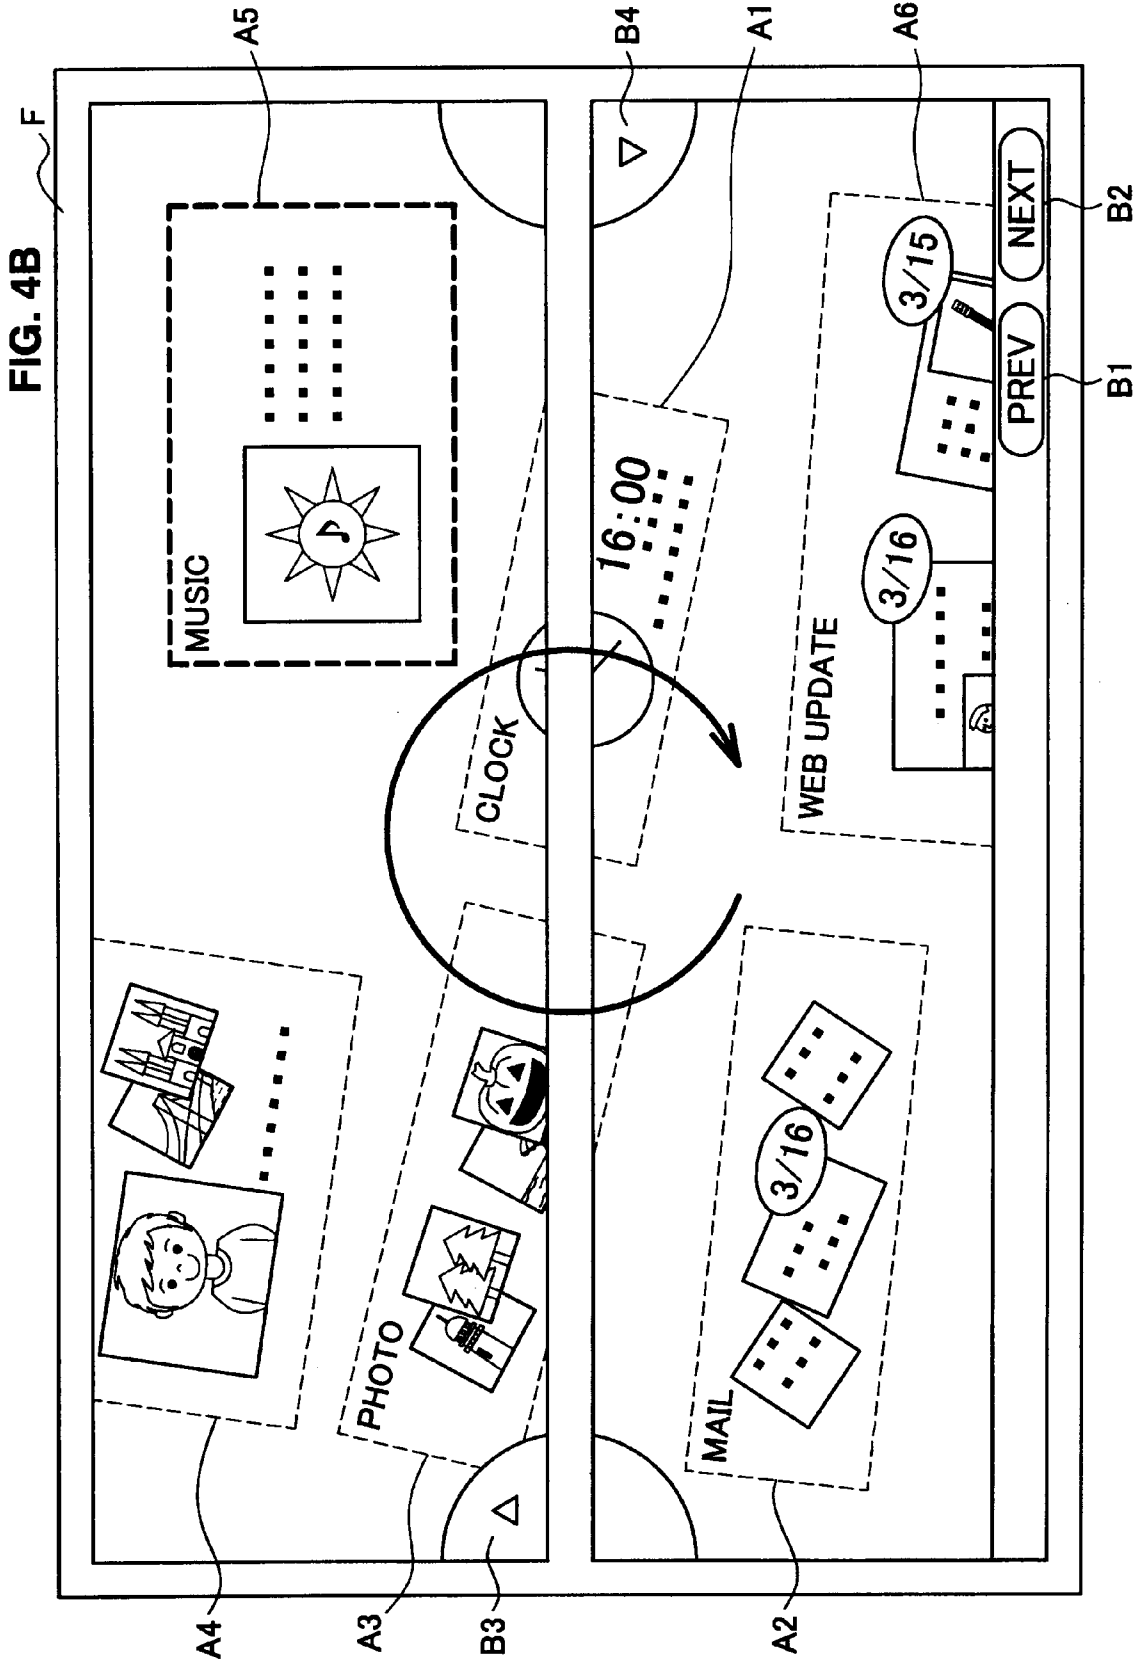 FIG. 4B
F
A5
B4
A1
A6
MUSIC
CLOCK
16:00
PHOTO
MAIL
3/16
WEB UPDATE
3/16
3/15
PREV
NEXT
B1
B2
A4
A3
B3
A2